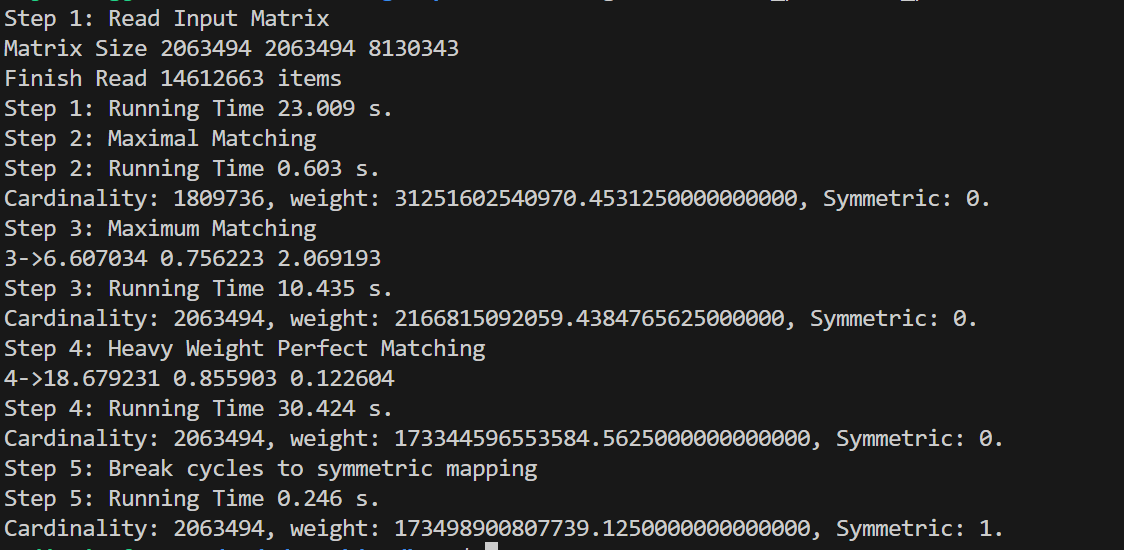 Step 1: Read Input Matrix
Matrix Size 2063494 2063494 8130343
Finish Read 14612663 items
Step 1: Running Time 23.009 s.
Step 2: Maximal Matching
Step 2: Running Time 0.603 s.
Cardinality: 1809736, weight: 31251602540970.4531250000000000, Symmetric: 0.
Step 3: Maximum Matching
3->6.607034 0.756223 2.069193
Step 3: Running Time 10.435 s.
Cardinality: 2063494, weight: 2166815092059.4384765625000000, Symmetric: 0.
Step 4: Heavy Weight Perfect Matching
4->18.679231 0.855903 0.122604
Step 4: Running Time 30.424 s.
Cardinality: 2063494, weight: 173344596553584.5625000000000000, Symmetric: 0.
Step 5: Break cycles to symmetric mapping
Step 5: Running Time 0.246 s.
Cardinality: 2063494, weight: 173498900807739.1250000000000000, Symmetric: 1.